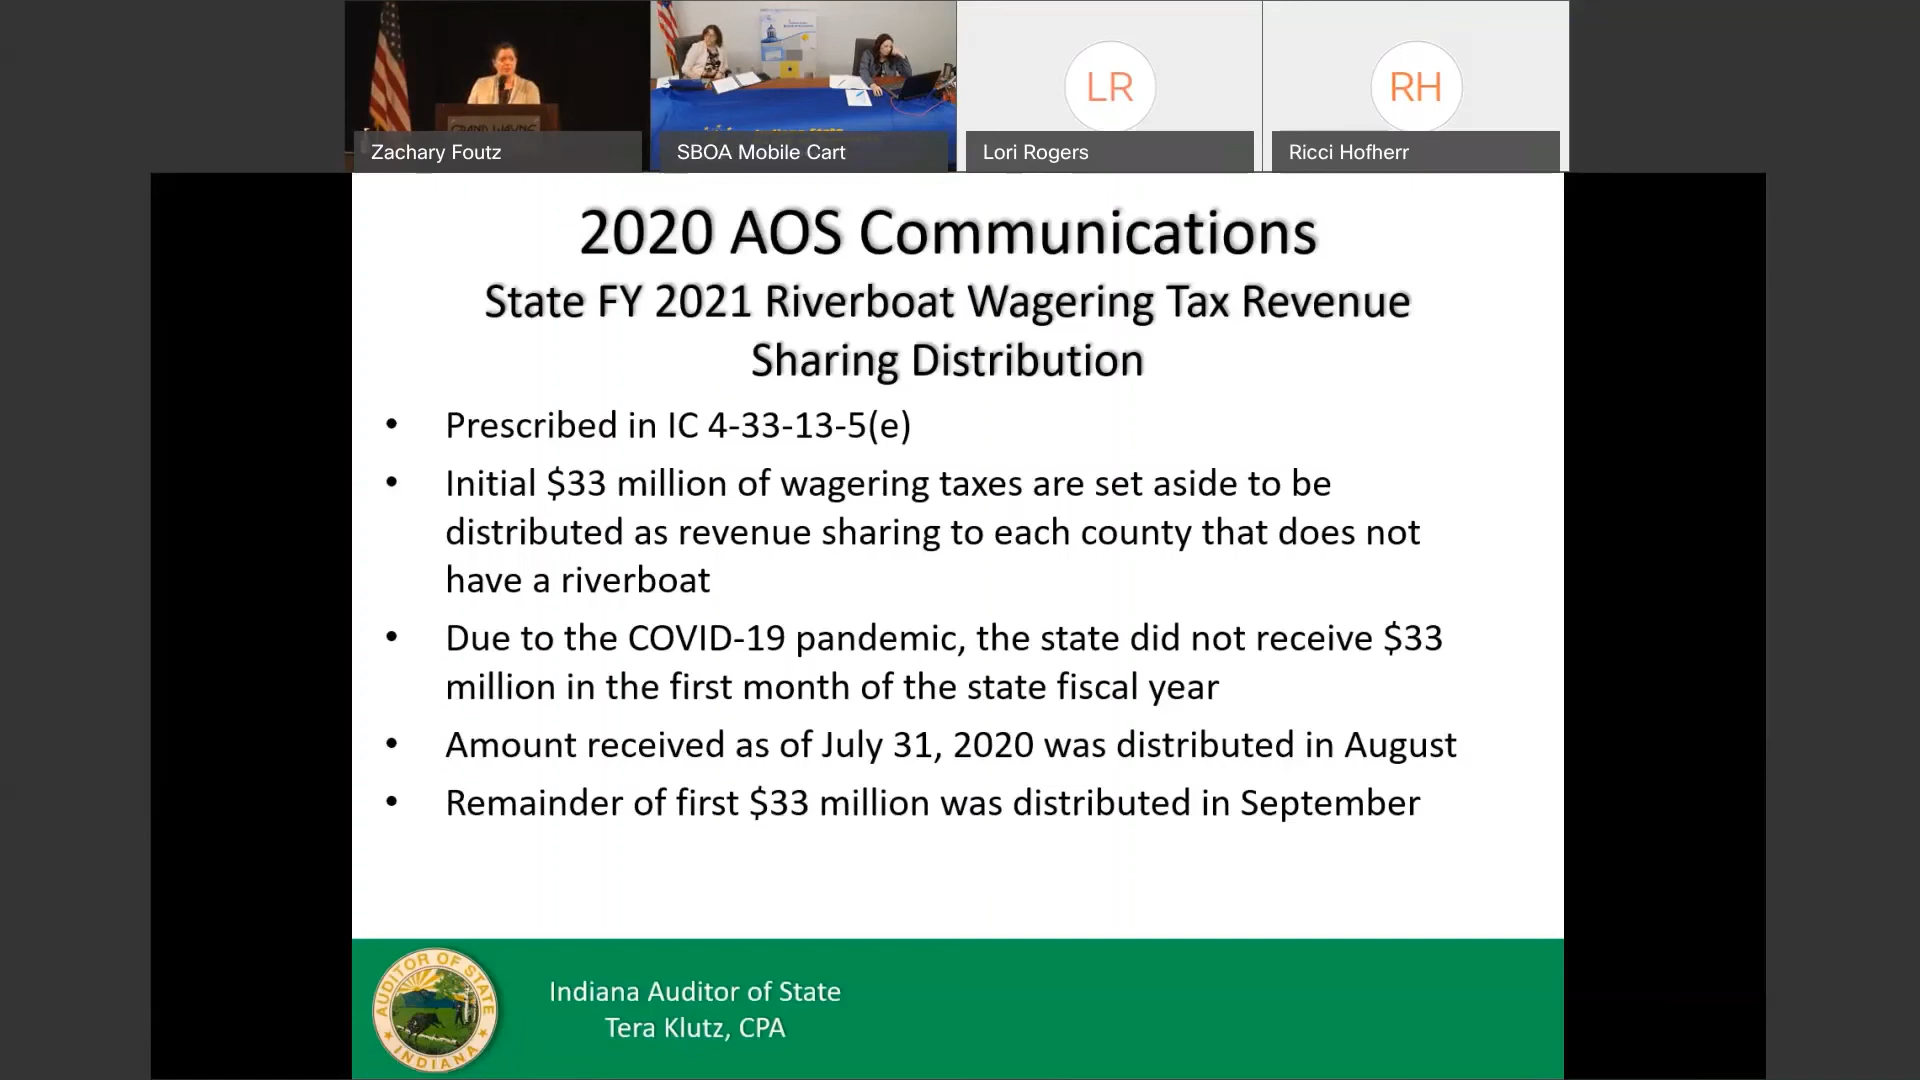 GRAND WAYNE
Zachary Foutz
Indiana State
SBOA Mobile Cart
LR
Lori Rogers
RH
Ricci Hofherr
2020 AOS Communications
State FY 2021 Riverboat Wagering Tax Revenue
Sharing Distribution
• Prescribed in IC 4-33-13-5(e)
• Initial $33 million of wagering taxes are set aside to be
distributed as revenue sharing to each county that does not
have a riverboat
• Due to the COVID-19 pandemic, the state did not receive $33
million in the first month of the state fiscal year
• Amount received as of July 31, 2020 was distributed in August
• Remainder of first $33 million was distributed in September
AUDITOR OF STATE
INDIANA
Indiana Auditor of State
Tera Klutz, CPA